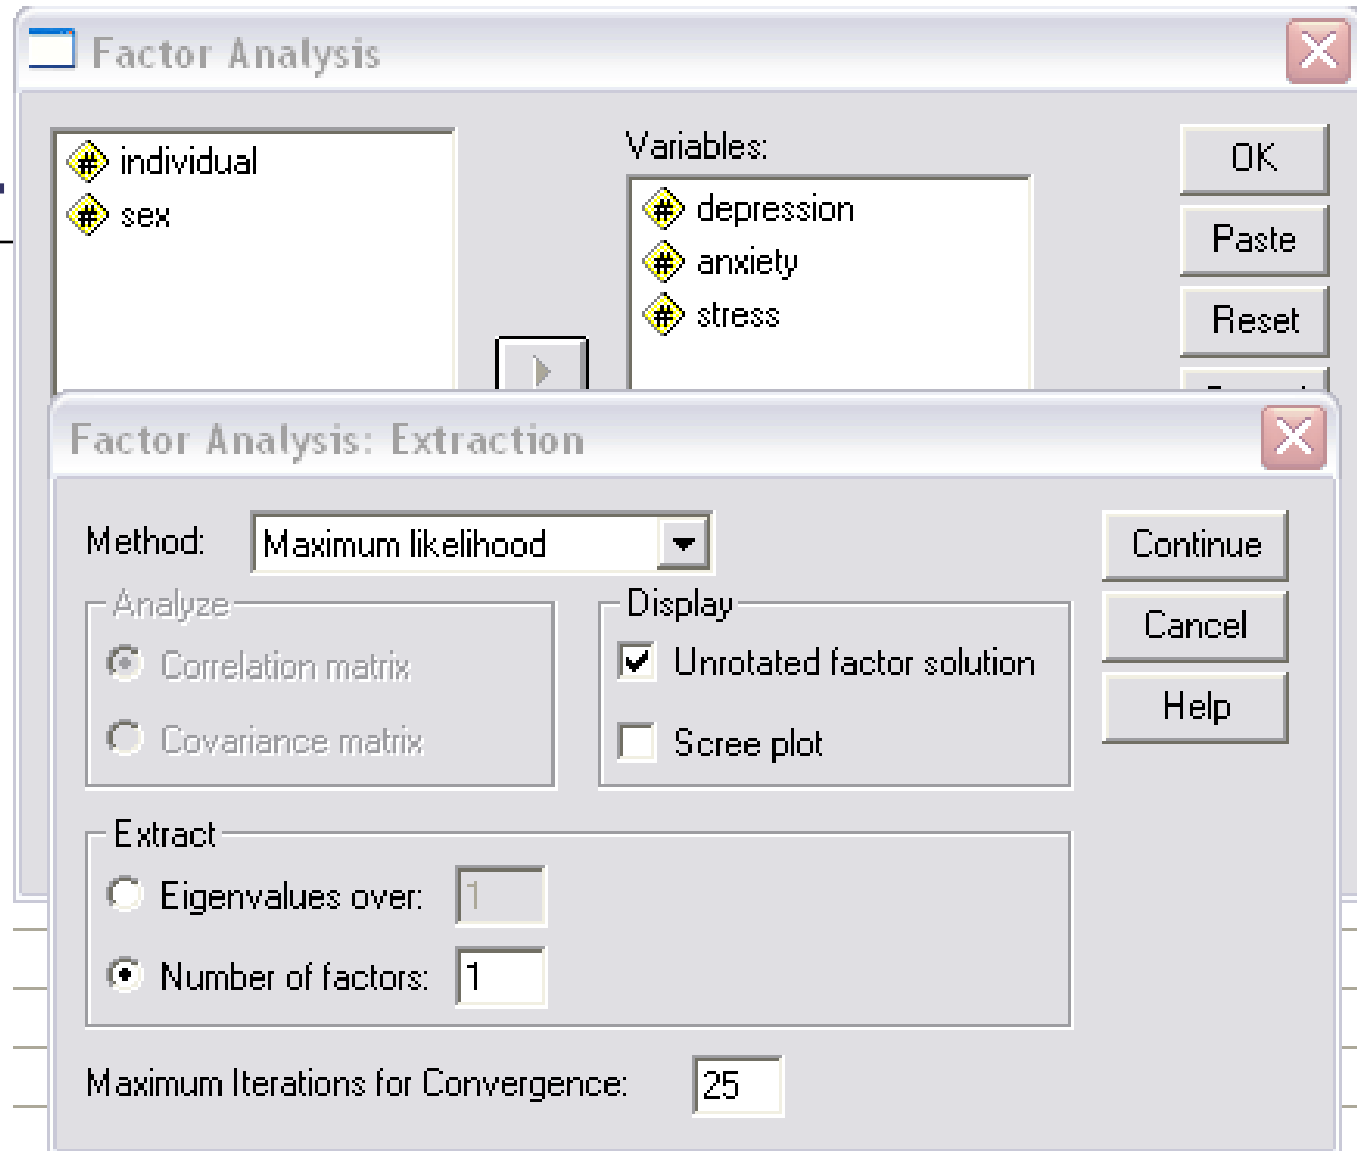 Factor Analysis
individual
sex
Variables:
depression
anxiety
stress
OK
Paste
Reset
Factor Analysis: Extraction
Method:
Maximum likelihood
Continue
Cancel
Help
Analyze
Correlation matrix
Covariance matrix
Display
Unrotated factor solution
Scree plot
Extract
Eigenvalues over: 1
Number of factors: 1
Maximum Iterations for Convergence: 25